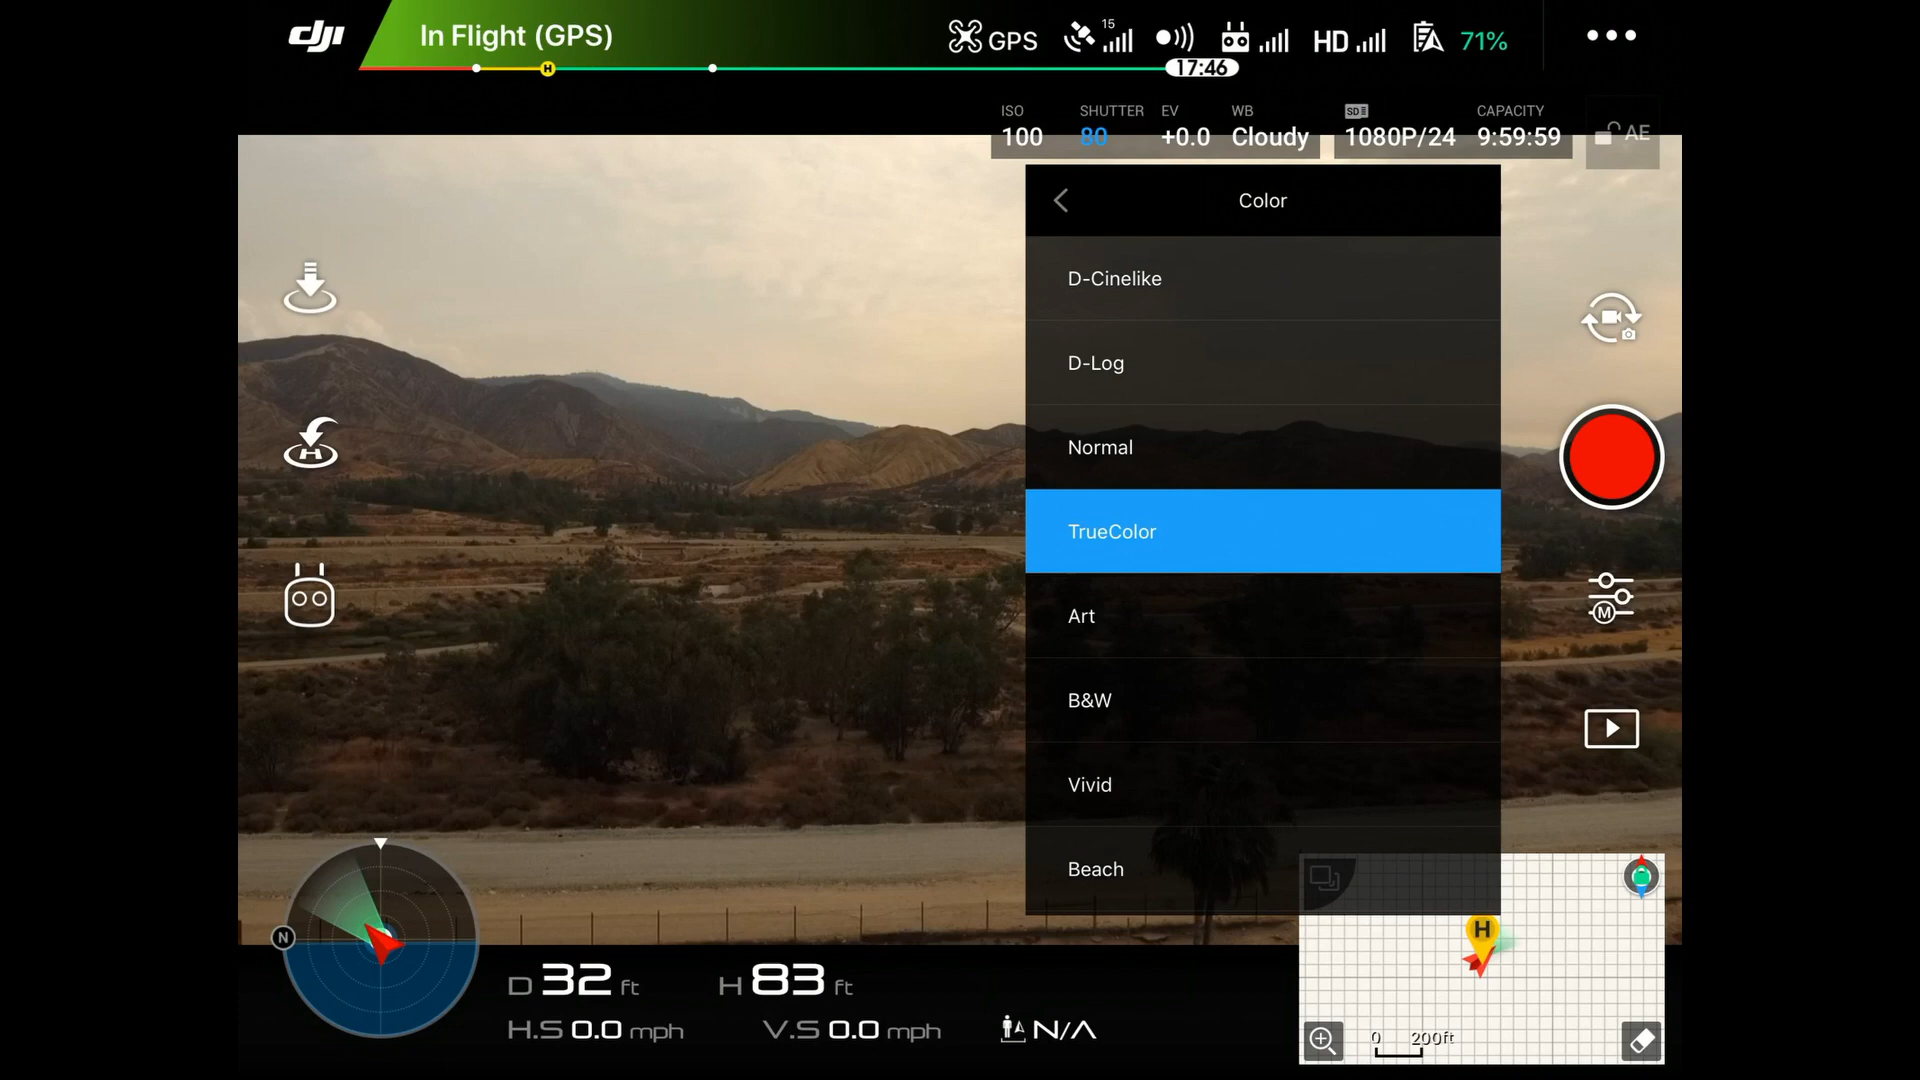 dji
In Flight (GPS)
GPS
15
HD
71%
H
17:46
ISO
100
SHUTTER
80
EV
+0.0
WB
Cloudy
SD
1080P/24
CAPACITY
9:59:59
AE
Color
D-Cinelike
D-Log
Normal
TrueColor
Art
B&W
Vivid
Beach
H
M
N
D 32 ft
H 83 ft
H.S 0.0 mph
V.S 0.0 mph
N/A
H
0 200ft